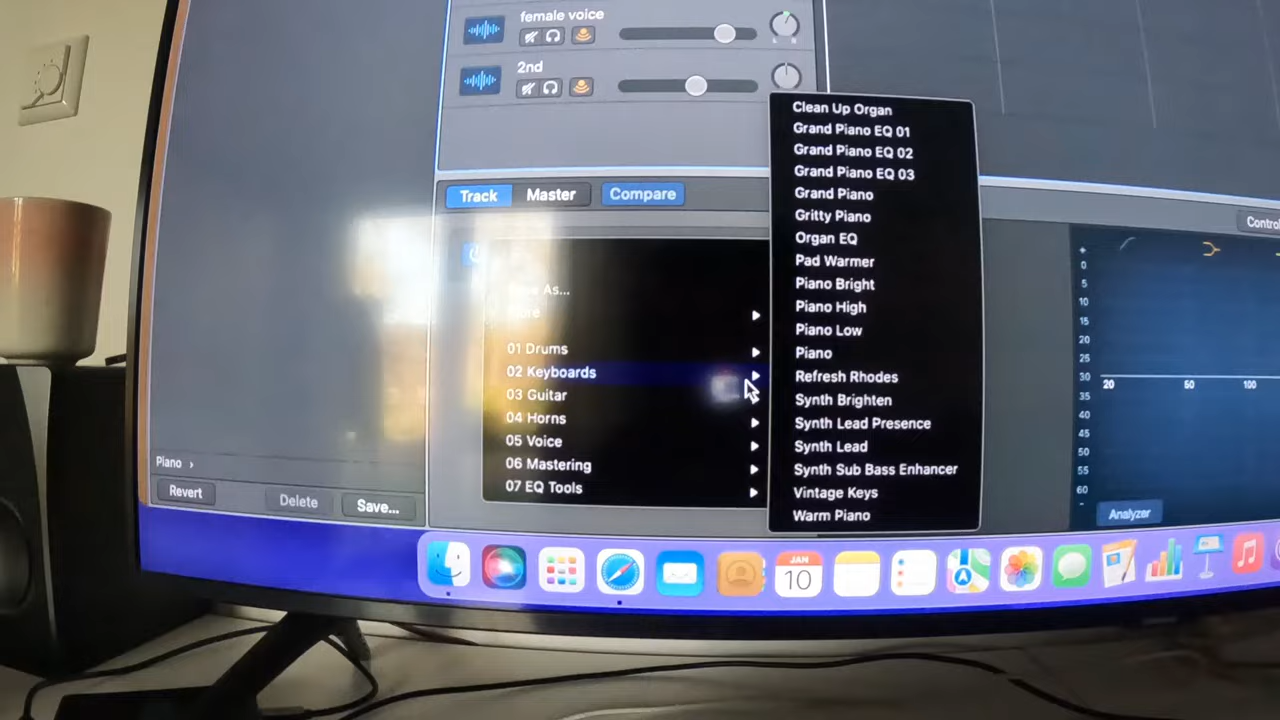 female voice
L R
2nd
Track Master Compare
Control
As...
01 Drums
02 Keyboards
03 Guitar
04 Horns
05 Voice
06 Mastering
07 EQ Tools
Clean Up Organ
Grand Piano EQ 01
Grand Piano EQ 02
Grand Piano EQ 03
Grand Piano
Gritty Piano
Organ EQ
Pad Warmer
Piano Bright
Piano High
Piano Low
Piano
Refresh Rhodes
Synth Brighten
Synth Lead Presence
Synth Lead
Synth Sub Bass Enhancer
Vintage Keys
Warm Piano
+
0
5
10
15
20
25
30
35
40
45
50
55
60
-
20 50 100
Analyzer
Piano ›
Revert Delete Save...
JAN
10